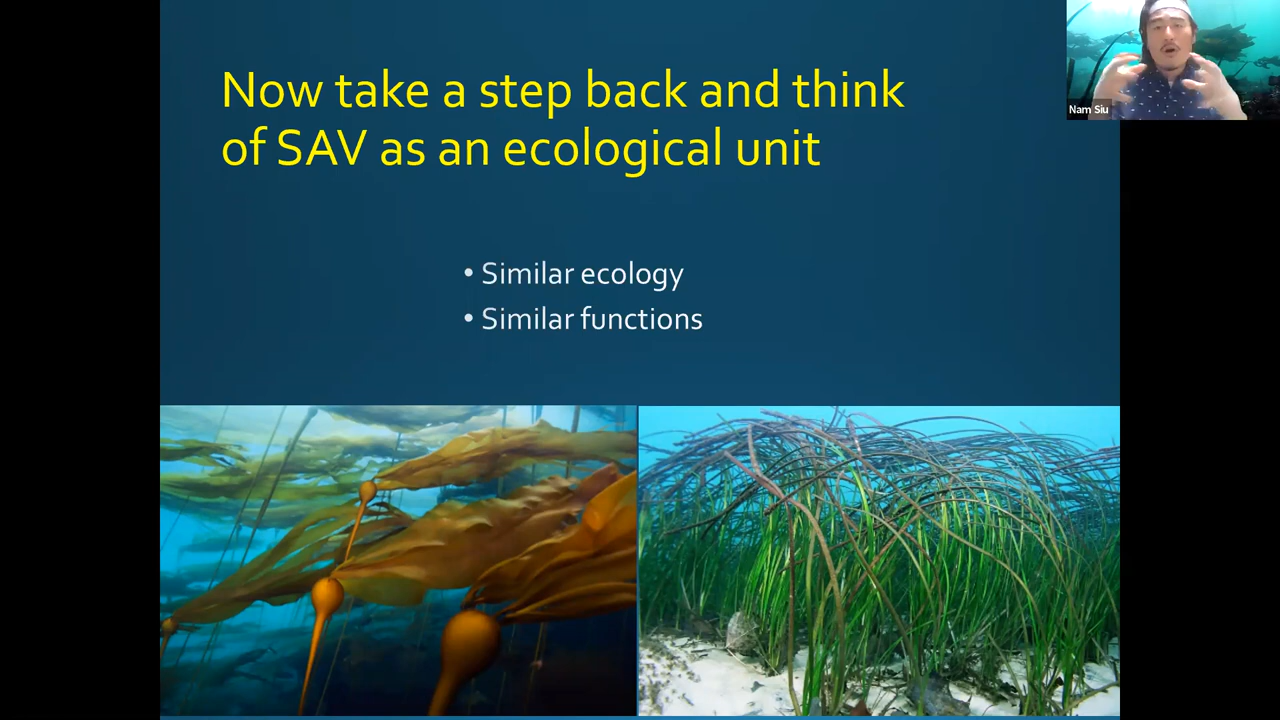 Now take a step back and think
of SAV as an ecological unit
• Similar ecology
• Similar functions
Nam Siu